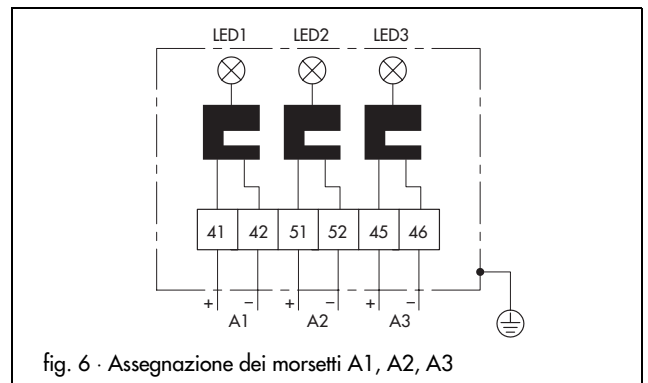 LED1 LED2 LED3
41 42 51 52 45 46
+ − + − + −
A1 A2 A3
fig. 6 · Assegnazione dei morsetti A1, A2, A3